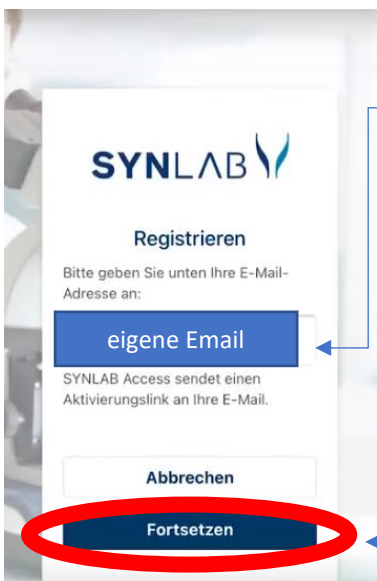 SYNLAB
Registrieren
Bitte geben Sie unten Ihre E-Mail-
Adresse an:
eigene Email
SYNLAB Access sendet einen
Aktivierungslink an Ihre E-Mail.
Abbrechen
Fortsetzen